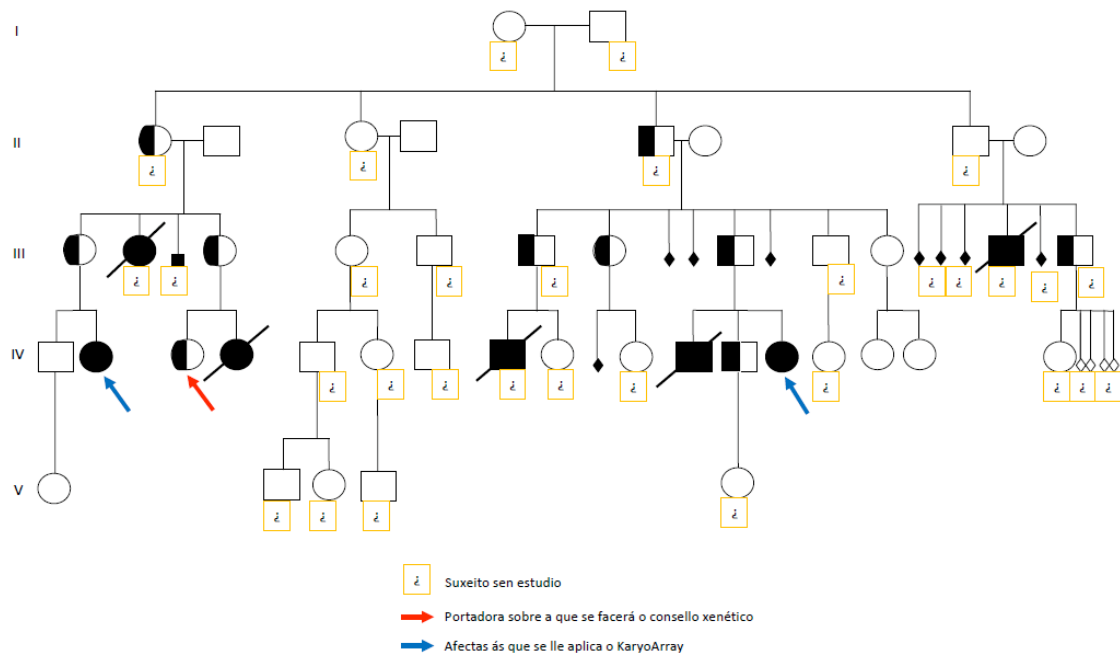 I
¿ ¿
II
¿ ¿ ¿ ¿
III
¿ ¿ ¿ ¿ ¿ ¿ ¿ ¿ ¿ ¿ ¿
IV
¿ ¿ ¿ ¿ ¿ ¿ ¿ ¿ ¿ ¿
V
¿ ¿ ¿ ¿
¿ Suxeito sen estudio
Portadora sobre a que se facerá o consello xenético
Afectas ás que se lle aplica o KaryoArray